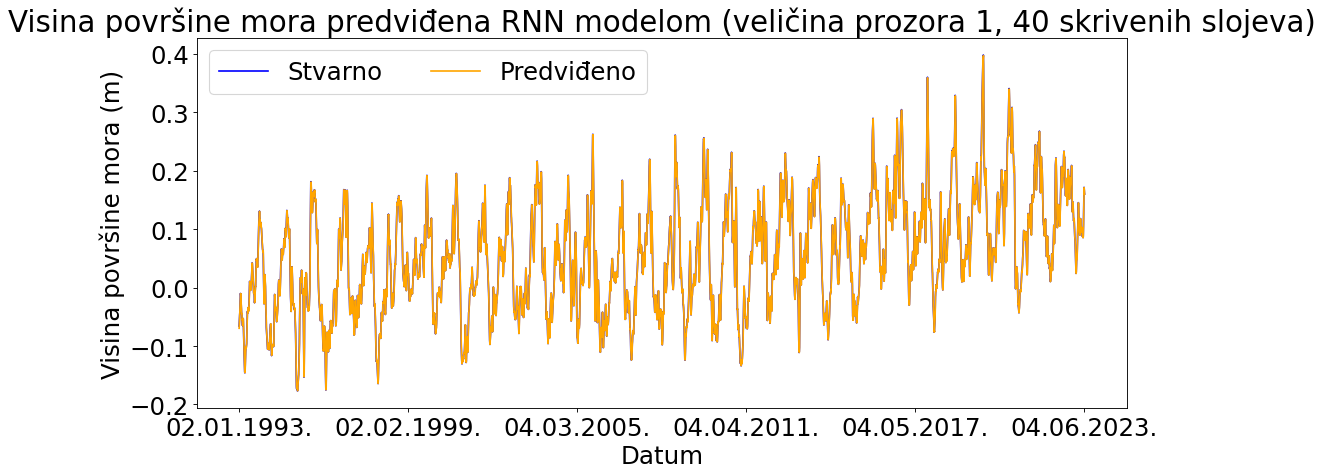 Visina površine mora predviđena RNN modelom (veličina prozora 1, 40 skrivenih slojeva)
Stvarno
Predviđeno
Visina površine mora (m)
0.4
0.3
0.2
0.1
0.0
−0.1
−0.2
02.01.1993.
02.02.1999.
04.03.2005.
04.04.2011.
04.05.2017.
04.06.2023.
Datum